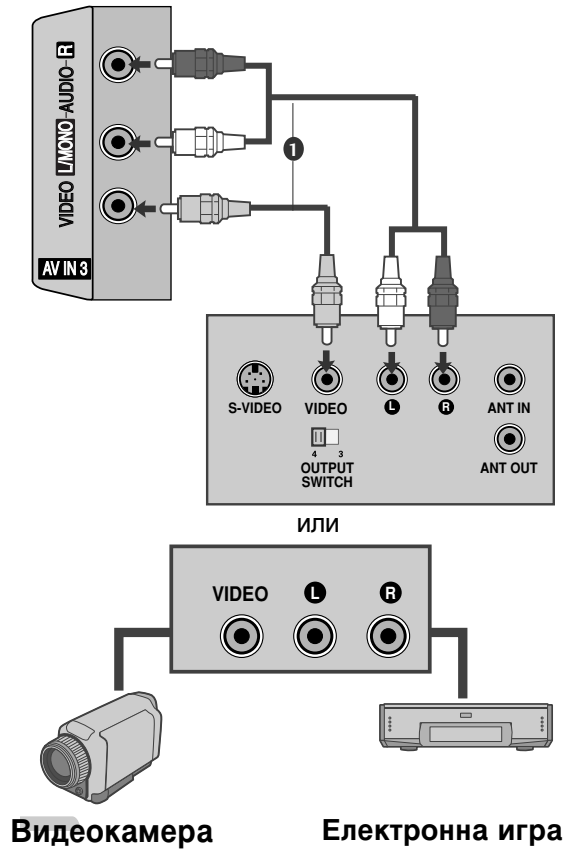 VIDEO L/MONO-AUDIO-R
AV IN 3
1
S-VIDEO
VIDEO
L
R
ANT IN
4 3
OUTPUT
SWITCH
ANT OUT
или
VIDEO
L
R
Видеокамера
Електронна игра